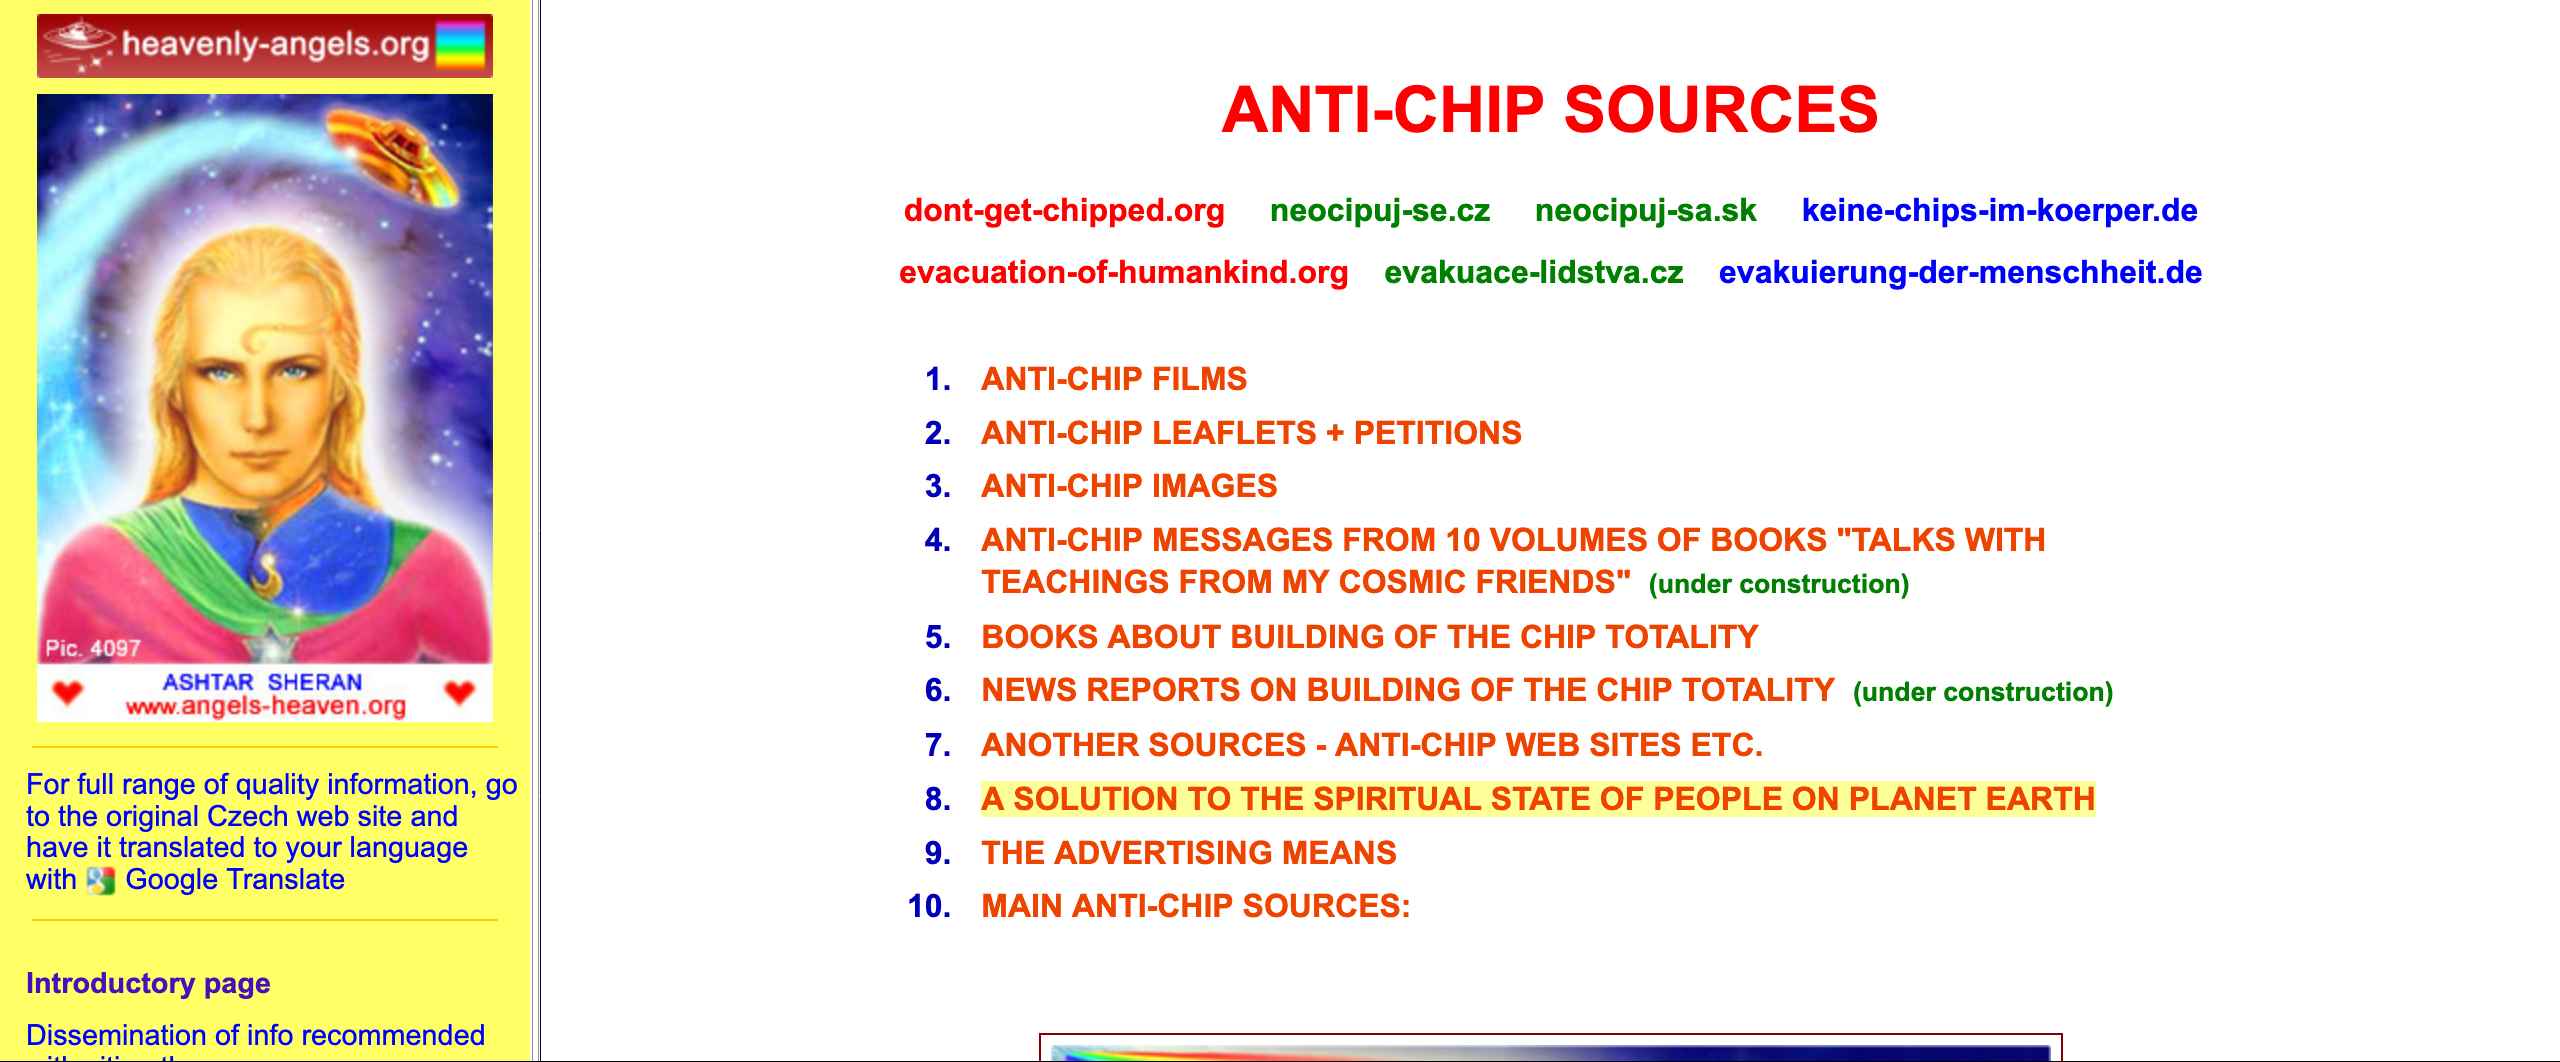 heavenly-angels.org
Pic. 4097
ASHTAR SHERAN
www.angels-heaven.org
For full range of quality information, go
to the original Czech web site and
have it translated to your language
with Google Translate
Introductory page
Dissemination of info recommended
ANTI-CHIP SOURCES
dont-get-chipped.org neocipuj-se.cz neocipuj-sa.sk keine-chips-im-koerper.de
evacuation-of-humankind.org evakuace-lidstva.cz evakuierung-der-menschheit.de
1. ANTI-CHIP FILMS
2. ANTI-CHIP LEAFLETS + PETITIONS
3. ANTI-CHIP IMAGES
4. ANTI-CHIP MESSAGES FROM 10 VOLUMES OF BOOKS "TALKS WITH
TEACHINGS FROM MY COSMIC FRIENDS" (under construction)
5. BOOKS ABOUT BUILDING OF THE CHIP TOTALITY
6. NEWS REPORTS ON BUILDING OF THE CHIP TOTALITY (under construction)
7. ANOTHER SOURCES - ANTI-CHIP WEB SITES ETC.
8. A SOLUTION TO THE SPIRITUAL STATE OF PEOPLE ON PLANET EARTH
9. THE ADVERTISING MEANS
10. MAIN ANTI-CHIP SOURCES: